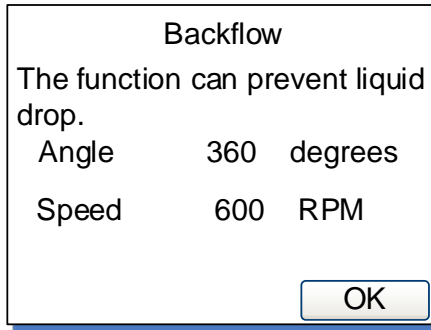 Backflow
The function can prevent liquid
drop.
Angle 360 degrees
Speed 600 RPM
OK